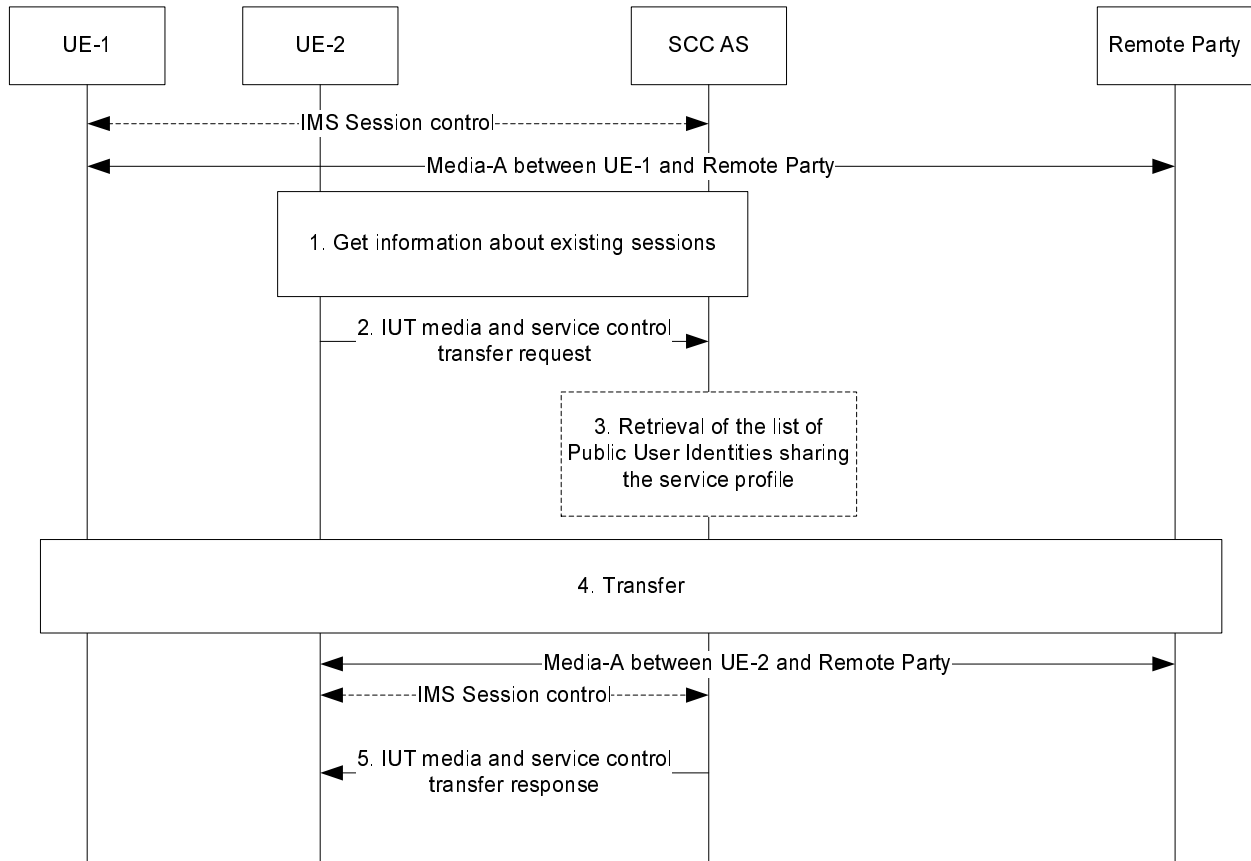 UE-1
UE-2
SCC AS
Remote Party
IMS Session control
Media-A between UE-1 and Remote Party
1. Get information about existing sessions
2. IUT media and service control
transfer request
3. Retrieval of the list of
Public User Identities sharing
the service profile
4. Transfer
Media-A between UE-2 and Remote Party
IMS Session control
5. IUT media and service control
transfer response